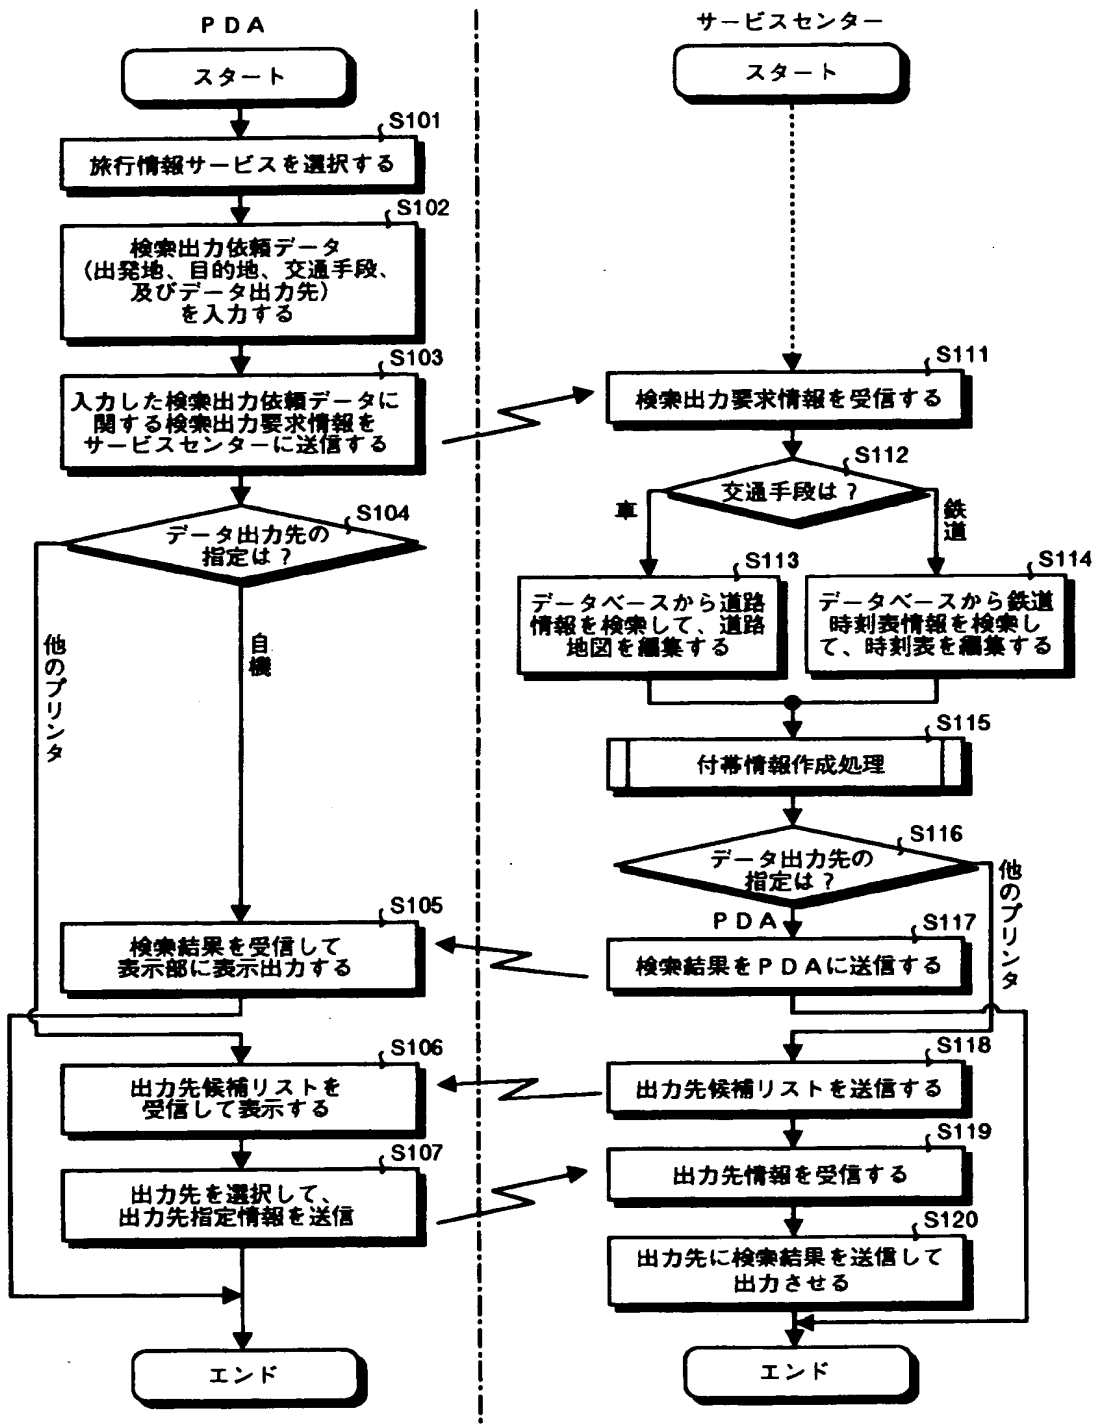 PDA
スタート
S101
旅行情報サービスを選択する
S102
検索出力依頼データ
(出発地、目的地、交通手段、
及びデータ出力先)
を入力する
S103
入力した検索出力依頼データに
関する検索出力要求情報を
サービスセンターに送信する
S104
データ出力先の
指定は?
他のプリンタ
自機
S105
検索結果を受信して
表示部に表示出力する
S106
出力先候補リストを
受信して表示する
S107
出力先を選択して、
出力先指定情報を送信
エンド
サービスセンター
スタート
S111
検索出力要求情報を受信する
S112
交通手段は?
車
鉄道
S113
データベースから道路
情報を検索して、道路
地図を編集する
S114
データベースから鉄道
時刻表情報を検索し
て、時刻表を編集する
S115
付帯情報作成処理
S116
データ出力先の
指定は?
PDA
他のプリンタ
S117
検索結果をPDAに送信する
S118
出力先候補リストを送信する
S119
出力先情報を受信する
S120
出力先に検索結果を送信して
出力させる
エンド